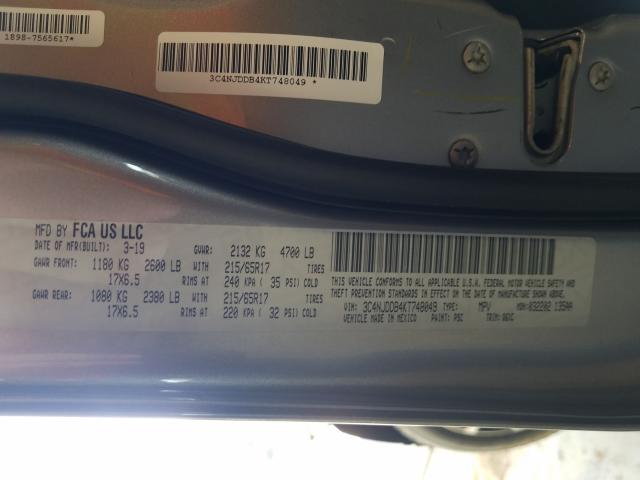 1898-7565617*
3C4NJDDB4KT748049 *
MFD BY FCA US LLC
DATE OF MFR(BUILT): 3-19 GVWR: 2132 KG 4700 LB
GAWR FRONT: 1180 KG 2600 LB WITH 215/65R17 TIRES
17X6.5 RIMS AT 240 KPA ( 35 PSI) COLD
GAWR REAR: 1080 KG 2380 LB WITH 215/65R17 TIRES
17X6.5 RIMS AT 220 KPA ( 32 PSI) COLD
THIS VEHICLE CONFORMS TO ALL APPLICABLE U.S.A. FEDERAL MOTOR VEHICLE SAFETY AND
THEFT PREVENTION STANDARDS IN EFFECT ON THE DATE OF MANUFACTURE SHOWN ABOVE.
VIN: 3C4NJDDB4KT748049 TYPE: MPV MDH: 032202 135AA
VEHICLE MADE IN MEXICO PAINT: PSC TRIM: